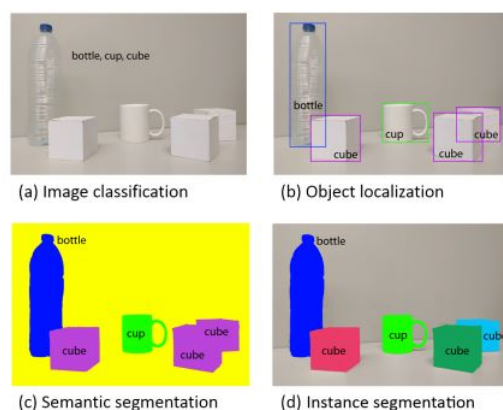 bottle, cup, cube
(a) Image classification
bottle
cube
cup
cube
cube
(b) Object localization
bottle
cube
cup
cube
cube
(c) Semantic segmentation
bottle
cube
cup
cube
cube
(d) Instance segmentation